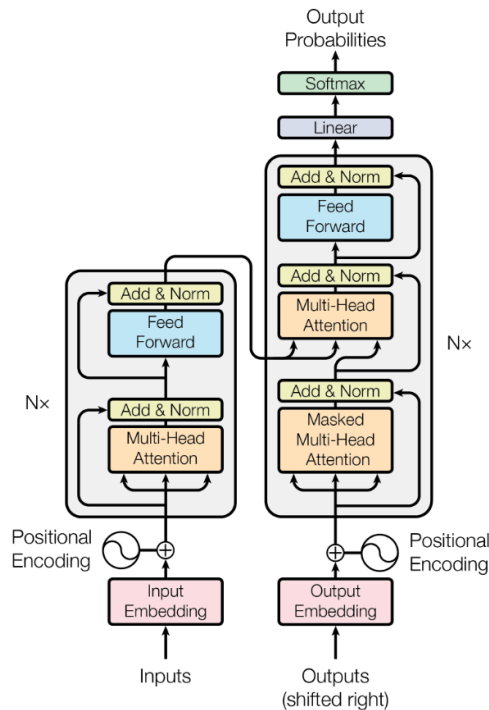 Output
Probabilities
Softmax
Linear
Add & Norm
Feed
Forward
Add & Norm
Multi-Head
Attention
Add & Norm
Masked
Multi-Head
Attention
N×
Positional
Encoding
Output
Embedding
Outputs
(shifted right)
Add & Norm
Feed
Forward
Add & Norm
Multi-Head
Attention
N×
Positional
Encoding
Input
Embedding
Inputs